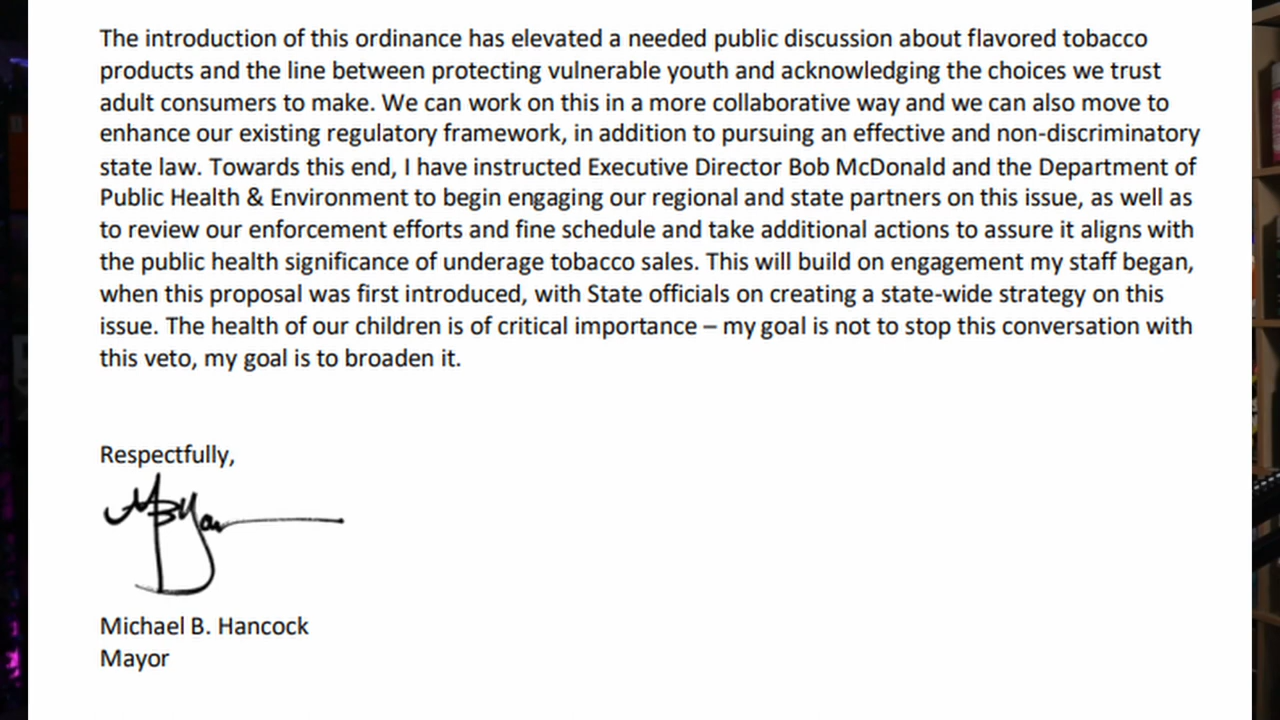 The introduction of this ordinance has elevated a needed public discussion about flavored tobacco
products and the line between protecting vulnerable youth and acknowledging the choices we trust
adult consumers to make. We can work on this in a more collaborative way and we can also move to
enhance our existing regulatory framework, in addition to pursuing an effective and non-discriminatory
state law. Towards this end, I have instructed Executive Director Bob McDonald and the Department of
Public Health & Environment to begin engaging our regional and state partners on this issue, as well as
to review our enforcement efforts and fine schedule and take additional actions to assure it aligns with
the public health significance of underage tobacco sales. This will build on engagement my staff began,
when this proposal was first introduced, with State officials on creating a state-wide strategy on this
issue. The health of our children is of critical importance – my goal is not to stop this conversation with
this veto, my goal is to broaden it.
Respectfully,
Michael B. Hancock
Mayor